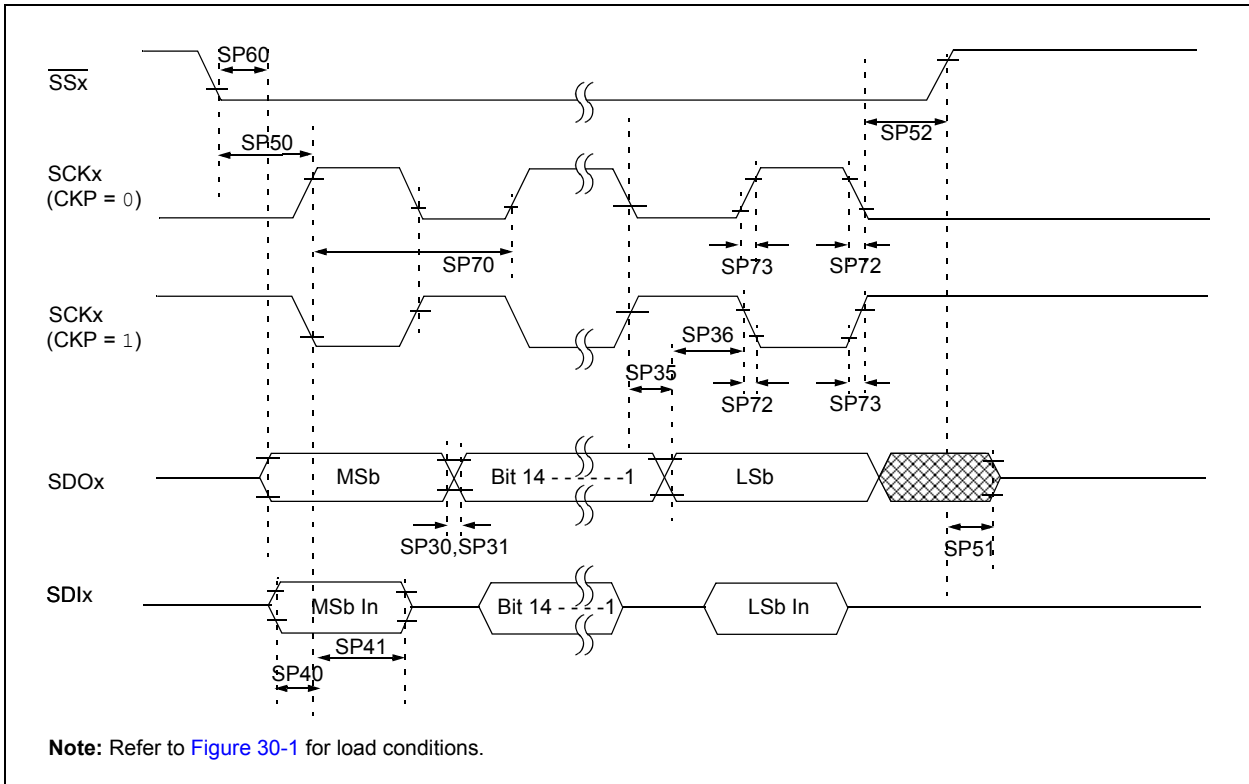 SP60
SSx
SP50
SP52
SCKx
(CKP = 0)
SP70
SP73
SP72
SCKx
(CKP = 1)
SP36
SP35
SP72
SP73
SDOx
MSb
Bit 14 - - - - - -1
LSb
SP30,SP31
SP51
SDIx
MSb In
Bit 14 - - - -1
LSb In
SP41
SP40
Note: Refer to Figure 30-1 for load conditions.